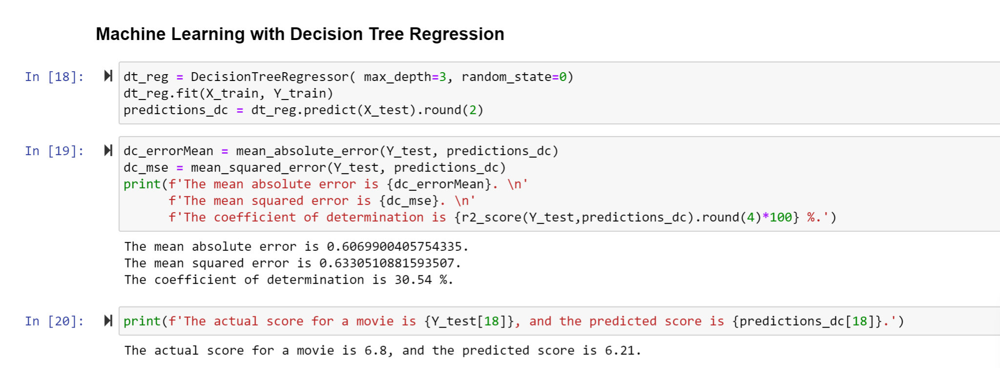 Machine Learning with Decision Tree Regression
In [18]: dt_reg = DecisionTreeRegressor( max_depth=3, random_state=0)
dt_reg.fit(X_train, Y_train)
predictions_dc = dt_reg.predict(X_test).round(2)
In [19]: dc_errorMean = mean_absolute_error(Y_test, predictions_dc)
dc_mse = mean_squared_error(Y_test, predictions_dc)
print(f'The mean absolute error is {dc_errorMean}. \n'
f'The mean squared error is {dc_mse}. \n'
f'The coefficient of determination is {r2_score(Y_test,predictions_dc).round(4)*100} %.')
The mean absolute error is 0.6069900405754335.
The mean squared error is 0.6330510881593507.
The coefficient of determination is 30.54 %.
In [20]: print(f'The actual score for a movie is {Y_test[18]}, and the predicted score is {predictions_dc[18]}.')
The actual score for a movie is 6.8, and the predicted score is 6.21.